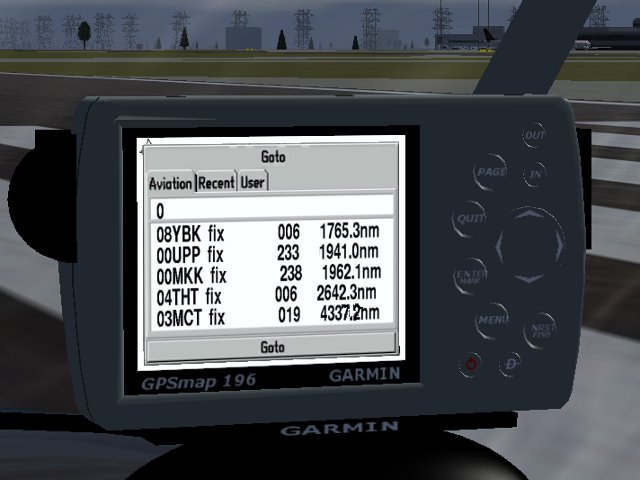 Goto
Aviation Recent User
0
08YBK fix 006 1765.3nm
00UPP fix 233 1941.0nm
00MKK fix 238 1962.1nm
04THT fix 006 2642.3nm
03MCT fix 019 4337.2nm
Goto
GPSmap 196 GARMIN
GARMIN
OUT
PAGE
IN
QUIT
ENTER
MARK
MENU
NRST
FIND
D